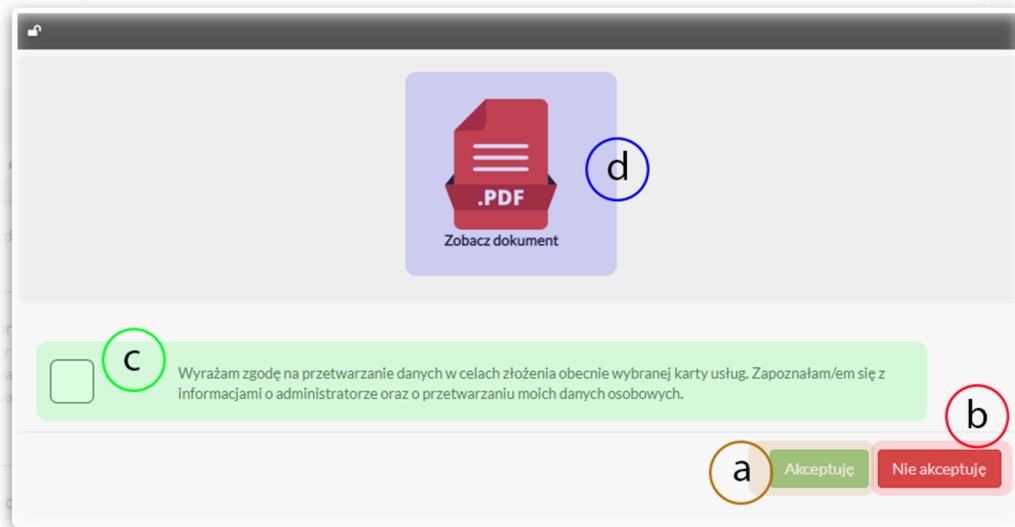 .PDF
d
Zobacz dokument
c
Wyrażam zgodę na przetwarzanie danych w celach złożenia obecnie wybranej karty usług. Zapoznałam/em się z
informacjami o administratorze oraz o przetwarzaniu moich danych osobowych.
b
a
Akceptuję
Nie akceptuję